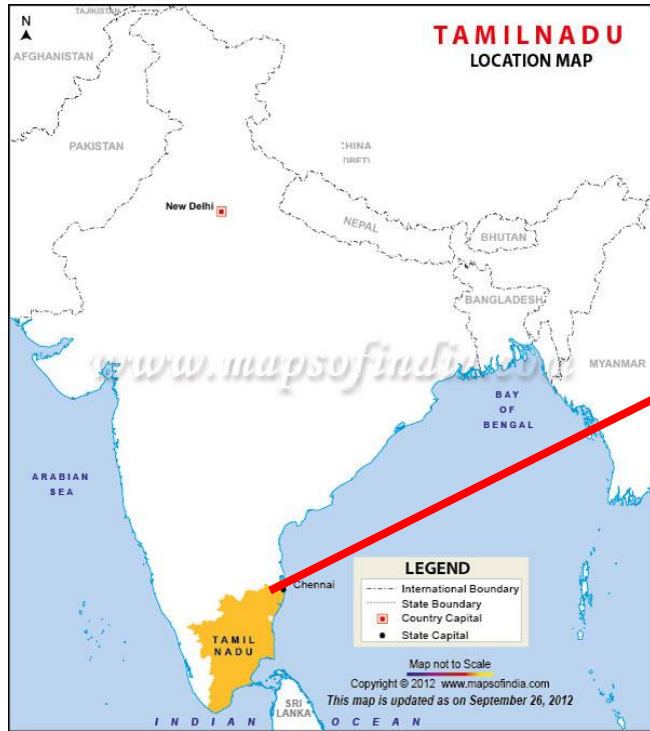 TAJIKISTAN
N
TAMILNADU
LOCATION MAP
AFGHANISTAN
PAKISTAN
CHINA
New Delhi
NEPAL
BHUTAN
BANGLADESH
www.mapsofindia.com
MYANMAR
BAY
OF
BENGAL
ARABIAN
SEA
Chennai
TAMIL
NADU
LEGEND
International Boundary
State Boundary
Country Capital
State Capital
Map not to Scale
Copyright © 2012 www.mapsofindia.com
This map is updated as on September 26, 2012
SRI
LANKA
INDIAN OCEAN